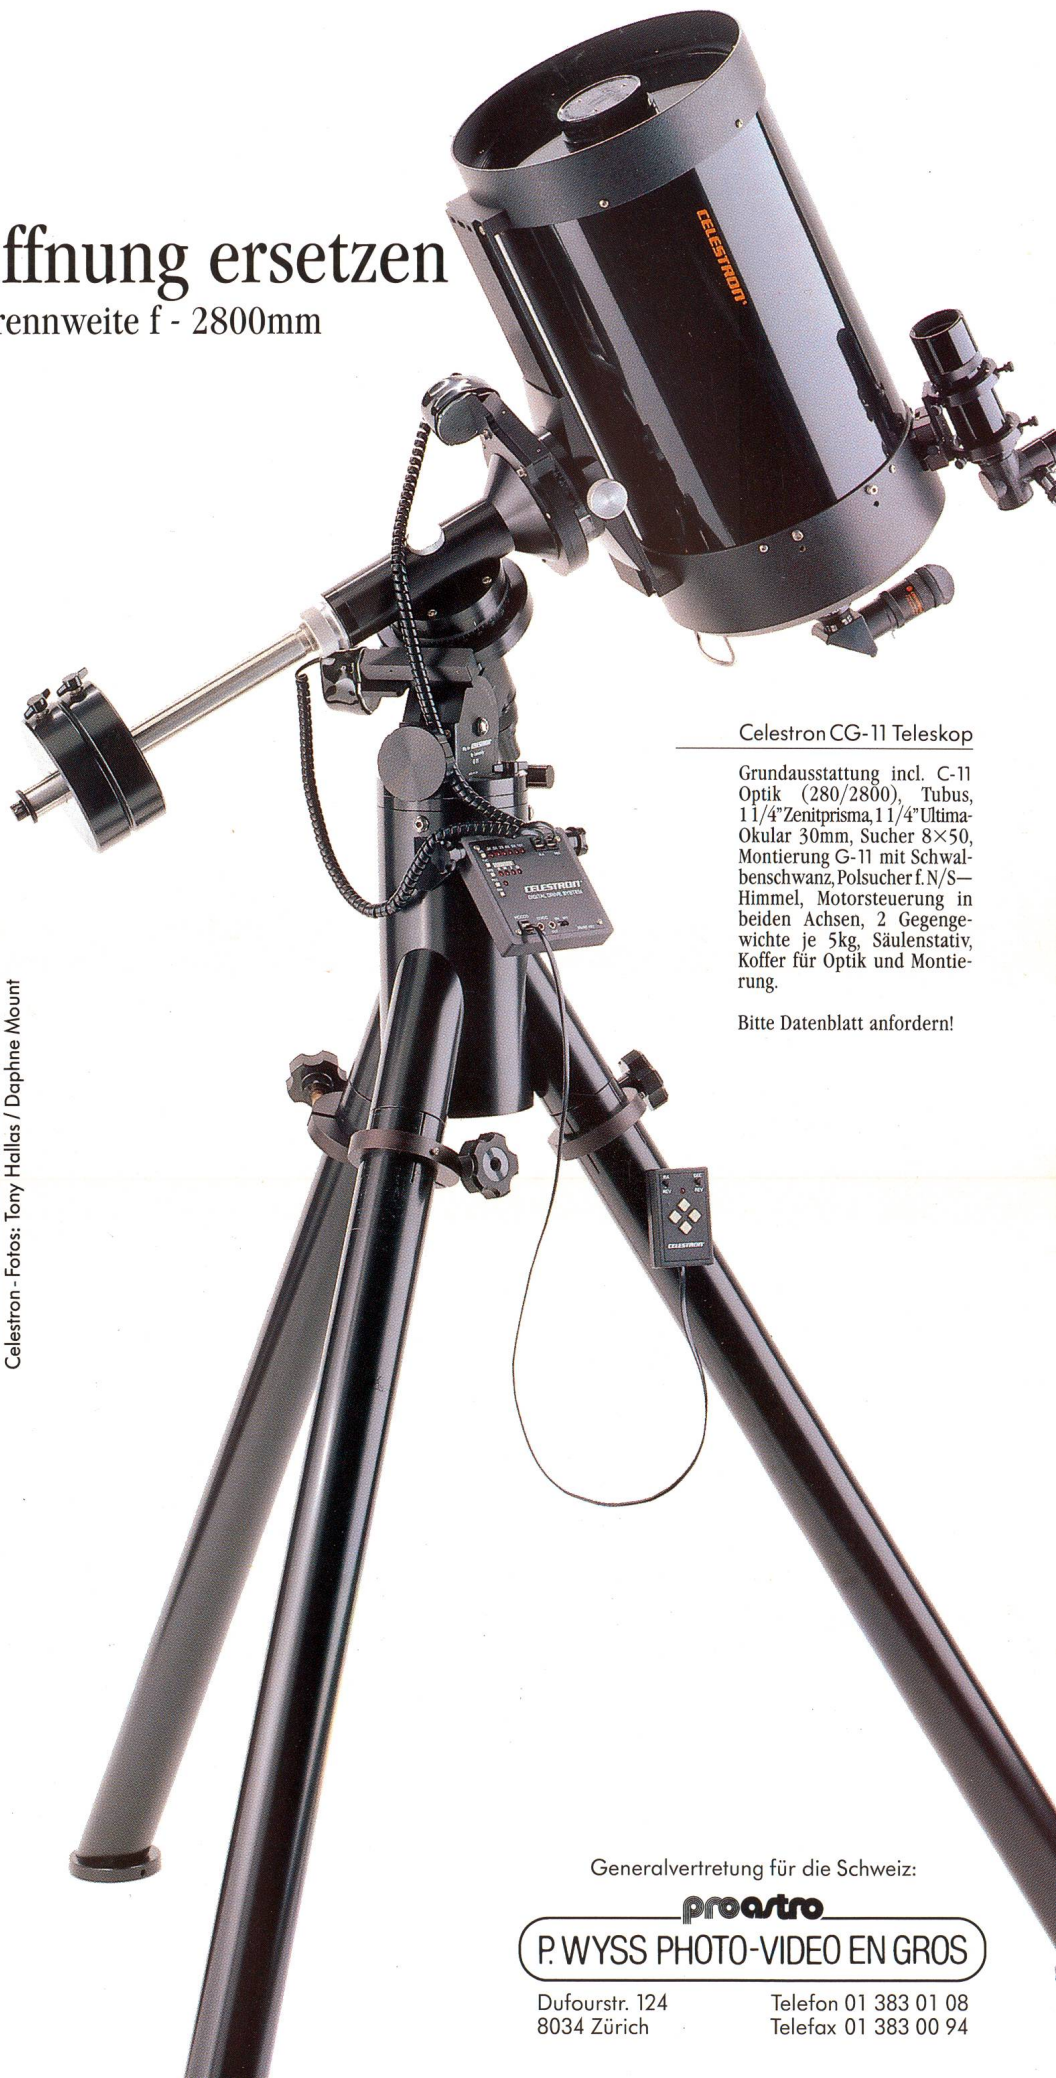 ffnung ersetzen
rennweite f - 2800mm
CELESTRON
Celestron CG-11 Teleskop
Grundausstattung incl. C-11
Optik (280/2800), Tubus,
1 1/4" Zenitprisma, 1 1/4" Ultima-
Okular 30mm, Sucher 8×50,
Montierung G-11 mit Schwal-
benschwanz, Polsucher f. N/S—
Himmel, Motorsteuerung in
beiden Achsen, 2 Gegenge-
wichte je 5kg, Säulenstativ,
Koffer für Optik und Montie-
rung.
Bitte Datenblatt anfordern!
CELESTRON
DIGITAL DRIVE SYSTEM
REV REV
CELESTRON
Celestron - Fotos: Tony Hallas / Daphne Mount
Generalvertretung für die Schweiz:
proastro
P. WYSS PHOTO-VIDEO EN GROS
Dufourstr. 124
8034 Zürich
Telefon 01 383 01 08
Telefax 01 383 00 94